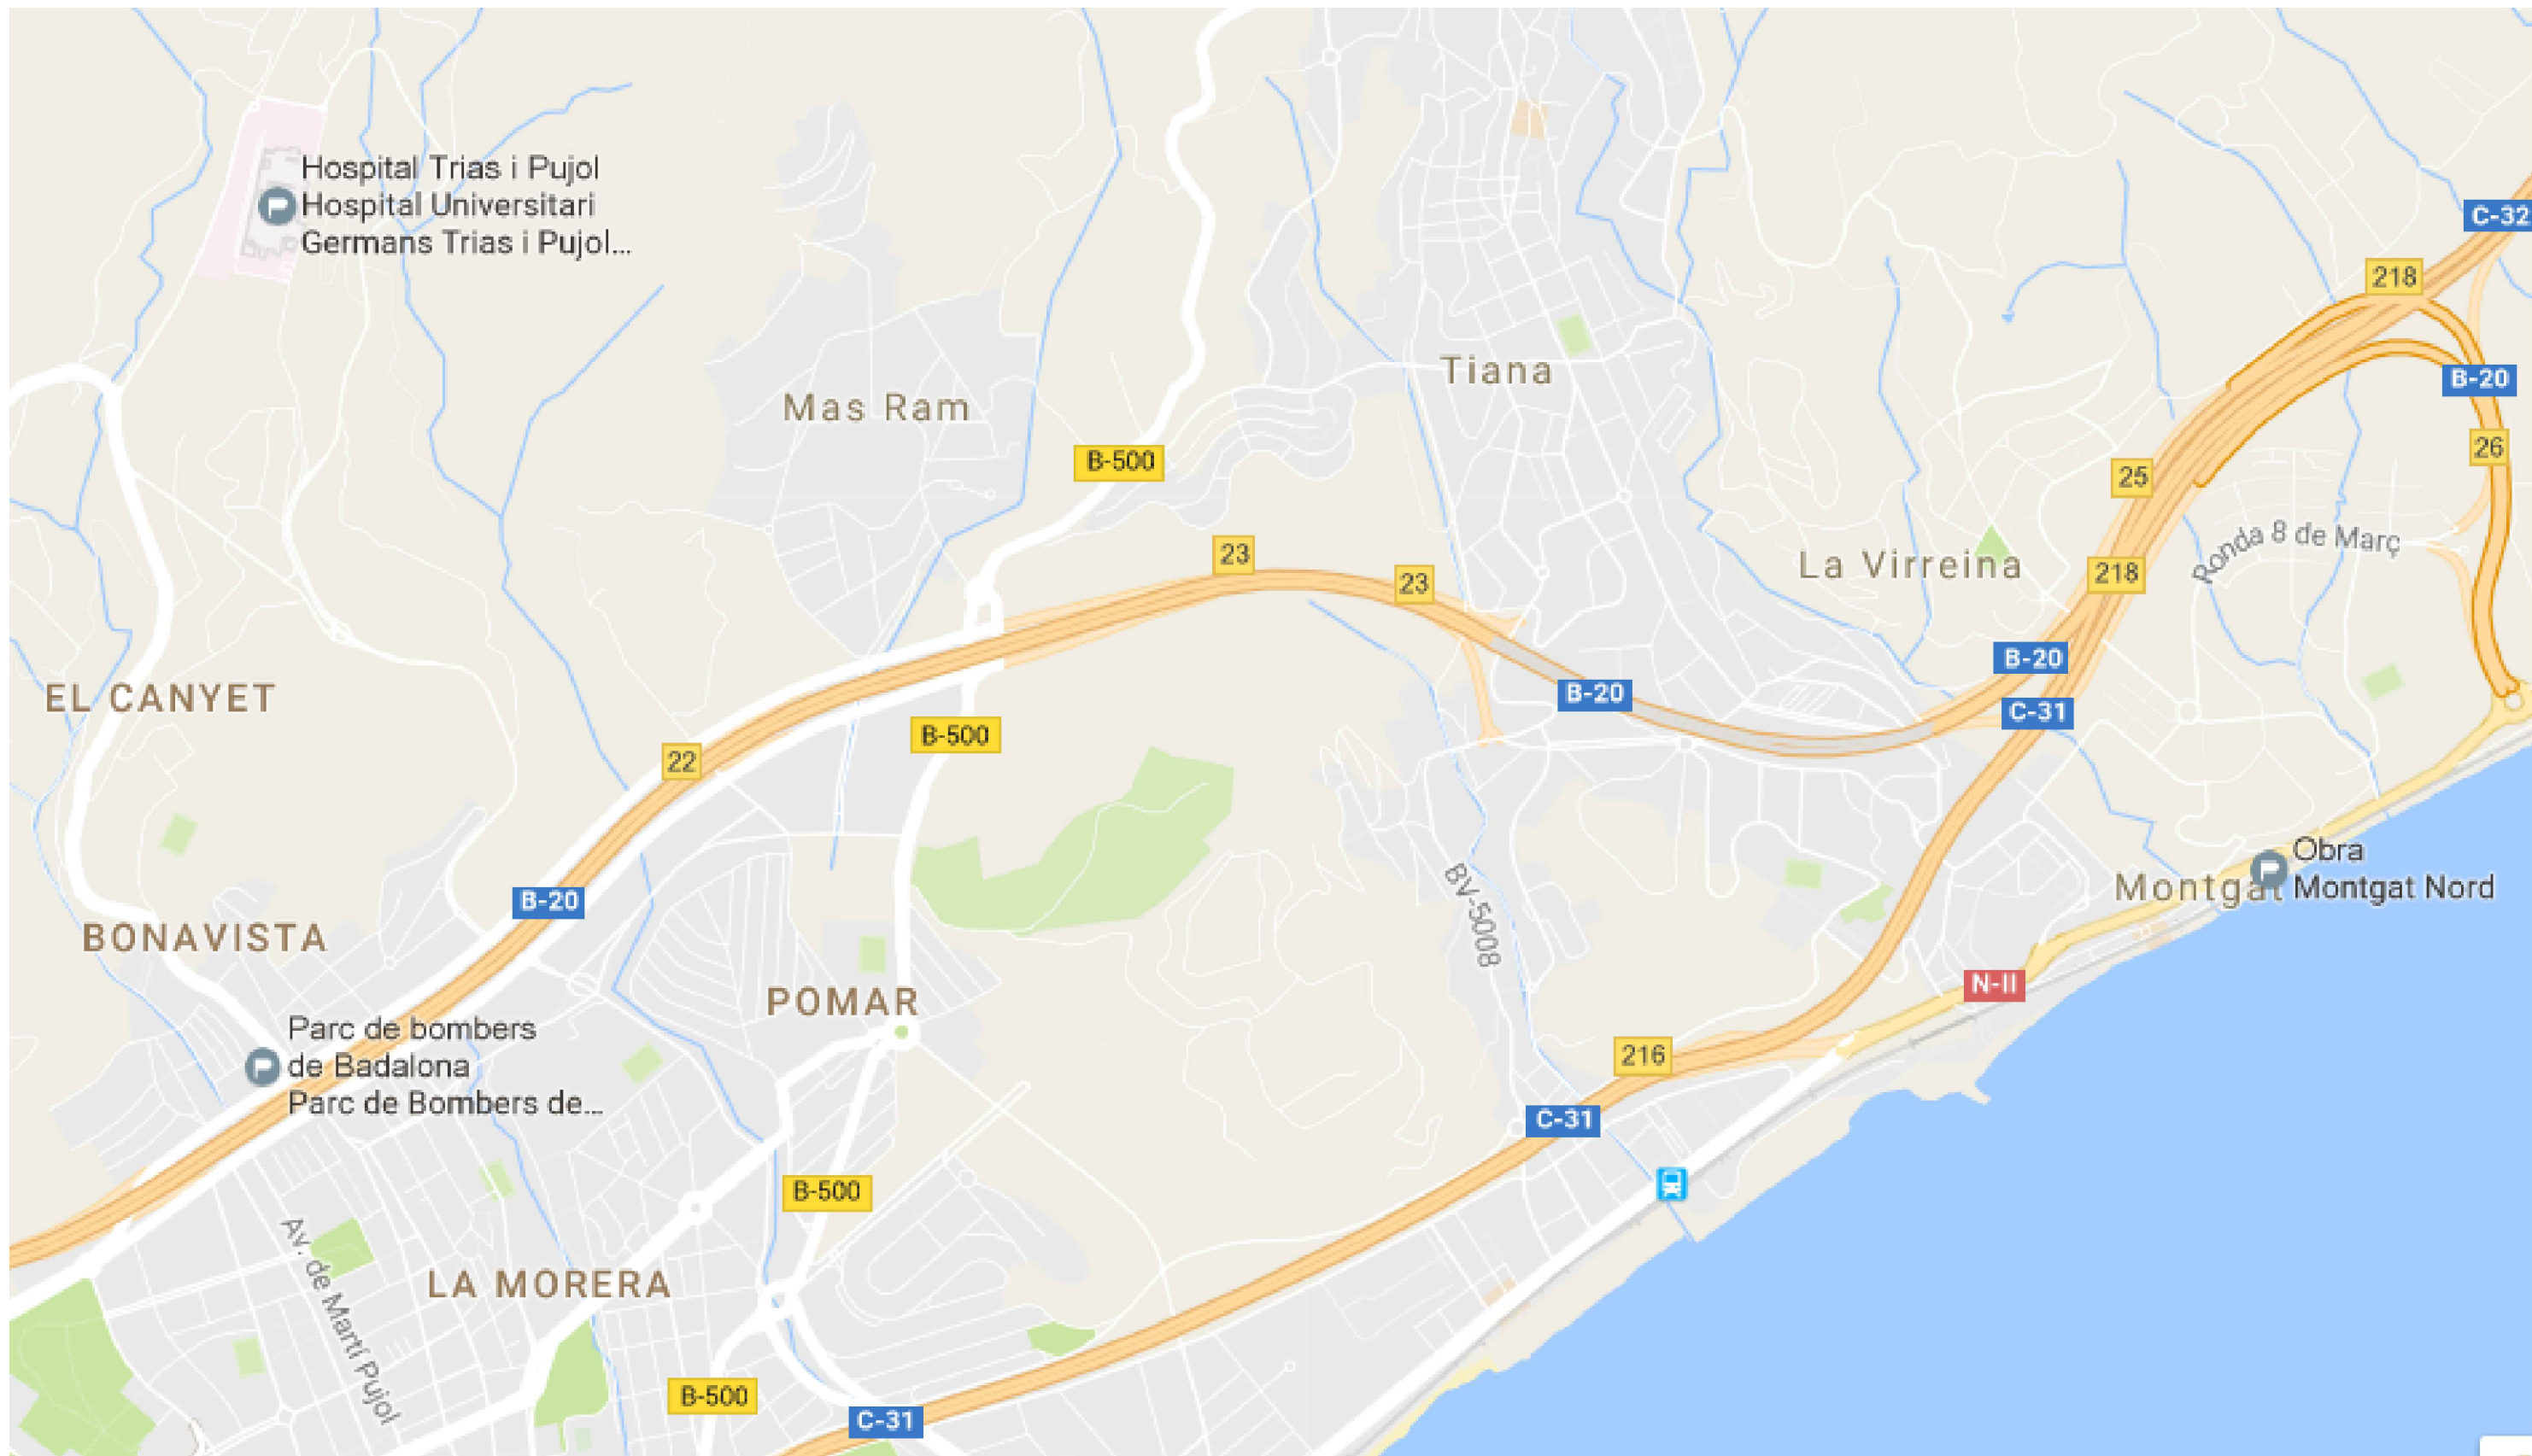 Hospital Trias i Pujol
Hospital Universitari
Germans Trias i Pujol...
C-32
218
Tiana
B-20
Mas Ram
B-500
26
25
23
23
Ronda 8 de Març
La Virreina
218
B-20
EL CANYET
B-20
C-31
B-500
22
Obra
Montgat
Montgat Nord
B-20
BV-5008
BONAVISTA
N-II
POMAR
Parc de bombers
de Badalona
Parc de Bombers de...
216
C-31
B-500
Av. de Martí Pujol
LA MORERA
B-500
C-31